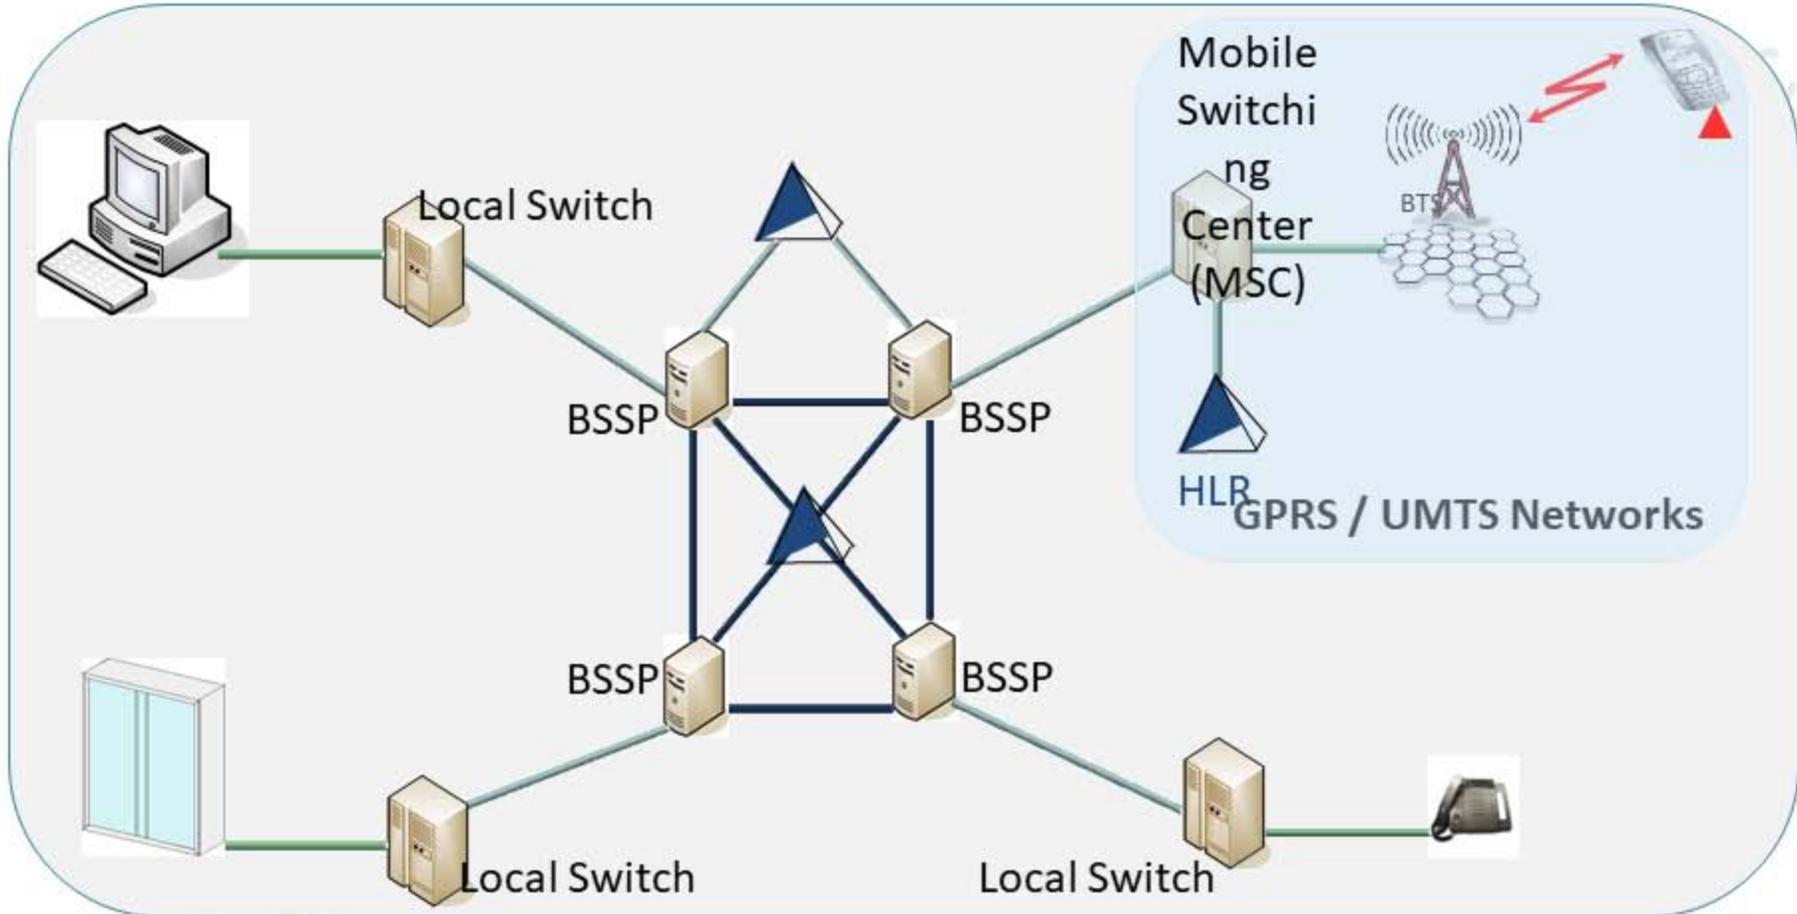 Mobile
Switchi
ng
Center
(MSC)
BTS
Local Switch
BSSP
BSSP
HLR
GPRS / UMTS Networks
BSSP
BSSP
Local Switch
Local Switch